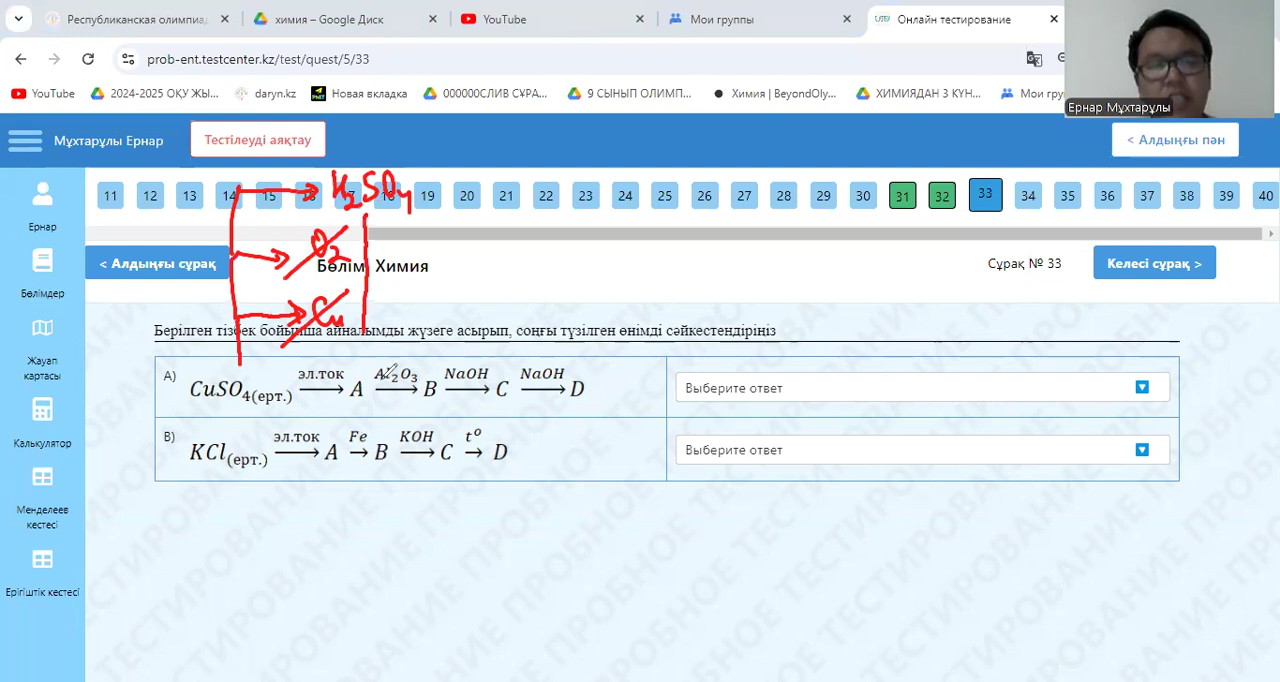 Республиканская олимпиад
химия – Google Диск
YouTube
Мои группы
Онлайн тестирование
prob-ent.testcenter.kz/test/quest/5/33
YouTube
2024-2025 ОҚУ ЖЫ...
daryn.kz
Новая вкладка
000000СЛИВ СҰРА...
9 СЫНЫП ОЛИМП...
Химия | BeyondOly...
ХИМИЯДАН 3 КҮН...
Мои гру
Ернар Мұхтарұлы
Мұхтарұлы Ернар
Тестілеуді аяқтау
< Алдыңғы пән
11 12 13 14 15 16 17 18 19 20 21 22 23 24 25 26 27 28 29 30 31 32 33 34 35 36 37 38 39 40
H2SO4
O2
Cu
Ернар
Бөлімдер
Жауап картасы
Калькулятор
Менделеев кестесі
Ерігіштік кестесі
< Алдыңғы сұрақ
Бөлім Химия
Сұрақ № 33
Келесі сұрақ >
Берілген тізбек бойынша айналымды жүзеге асырып, соңғы түзілген өнімді сәйкестендіріңіз
A) CuSO4(ерт.) —эл.ток→ A —Al2O3→ B —NaOH→ C —NaOH→ D
Выберите ответ
B) KCl(ерт.) —эл.ток→ A —Fe→ B —KOH→ C —t°→ D
Выберите ответ